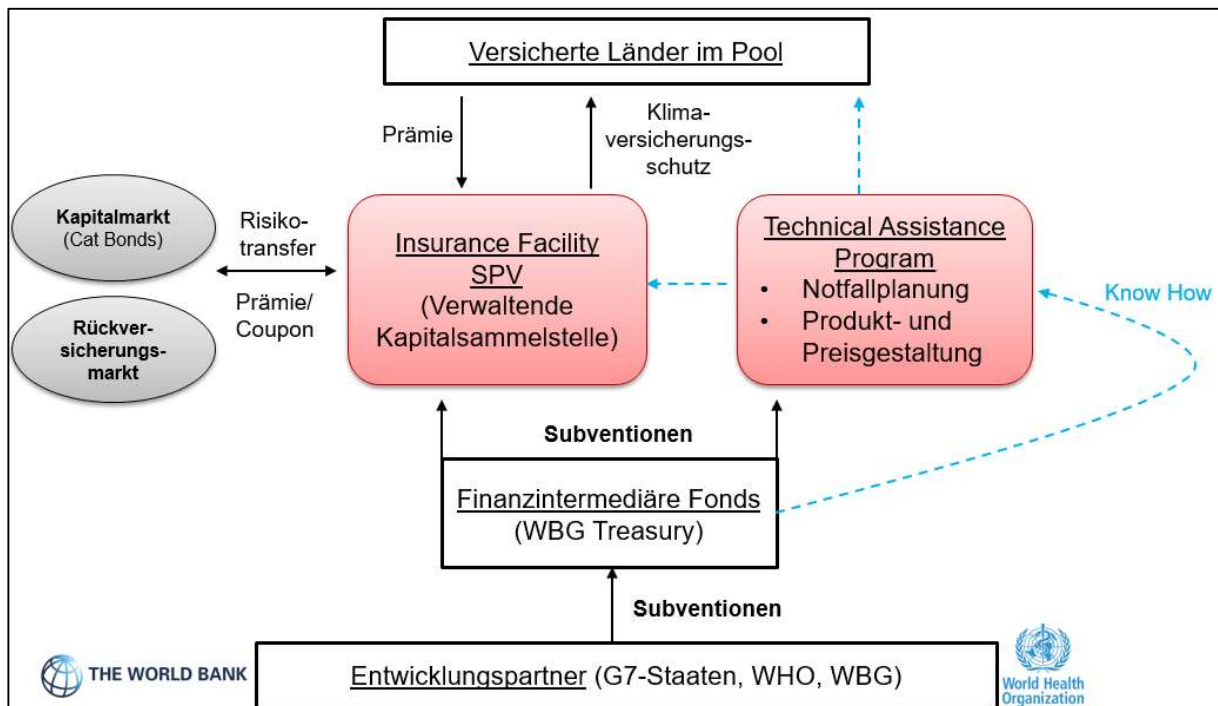 Versicherte Länder im Pool
Prämie
Klima-
versicherungs-
schutz
Kapitalmarkt
(Cat Bonds)
Risiko-
transfer
Prämie/
Coupon
Rückver-
sicherungs-
markt
Insurance Facility
SPV
(Verwaltende
Kapitalsammelstelle)
Technical Assistance
Program
• Notfallplanung
• Produkt- und
Preisgestaltung
Know How
Subventionen
Finanzintermediäre Fonds
(WBG Treasury)
Subventionen
THE WORLD BANK
Entwicklungspartner (G7-Staaten, WHO, WBG)
World Health
Organization